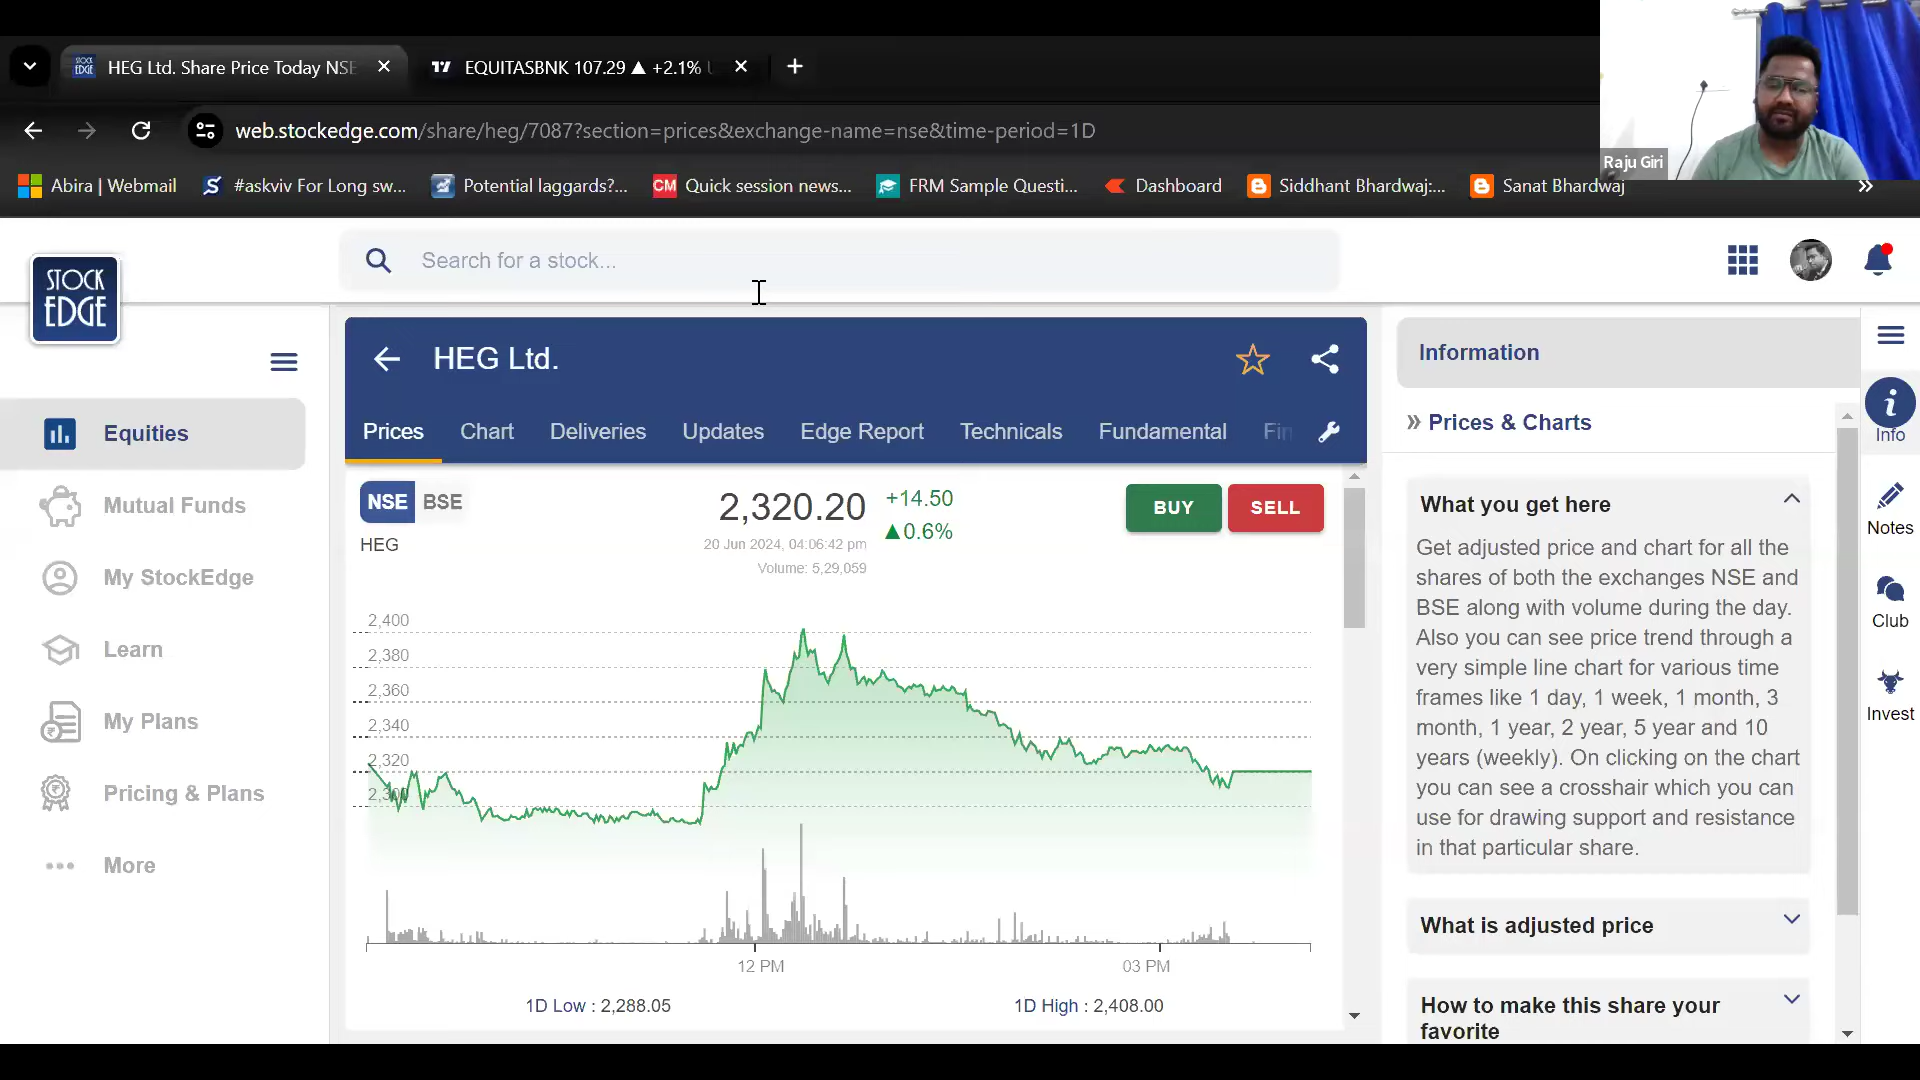 HEG Ltd. Share Price Today NSE
EQUITASBNK 107.29 ▲ +2.1%
web.stockedge.com/share/heg/7087?section=prices&exchange-name=nse&time-period=1D
Raju Giri
Abira | Webmail
#askviv For Long sw...
Potential laggards?...
CM Quick session news...
FRM Sample Questi...
Dashboard
Siddhant Bhardwaj:...
Sanat Bhardwaj
STOCK
EDGE
Search for a stock...
Equities
Mutual Funds
My StockEdge
Learn
My Plans
Pricing & Plans
More
HEG Ltd.
Prices Chart Deliveries Updates Edge Report Technicals Fundamental Fin
NSE BSE
HEG
2,320.20 +14.50
▲0.6%
20 Jun 2024, 04:06:42 pm
Volume: 5,29,059
BUY SELL
2,400
2,380
2,360
2,340
2,320
2,300
12 PM 03 PM
1D Low : 2,288.05 1D High : 2,408.00
Information
» Prices & Charts
What you get here
Get adjusted price and chart for all the
shares of both the exchanges NSE and
BSE along with volume during the day.
Also you can see price trend through a
very simple line chart for various time
frames like 1 day, 1 week, 1 month, 3
month, 1 year, 2 year, 5 year and 10
years (weekly). On clicking on the chart
you can see a crosshair which you can
use for drawing support and resistance
in that particular share.
What is adjusted price
How to make this share your
favorite
Info
Notes
Club
Invest